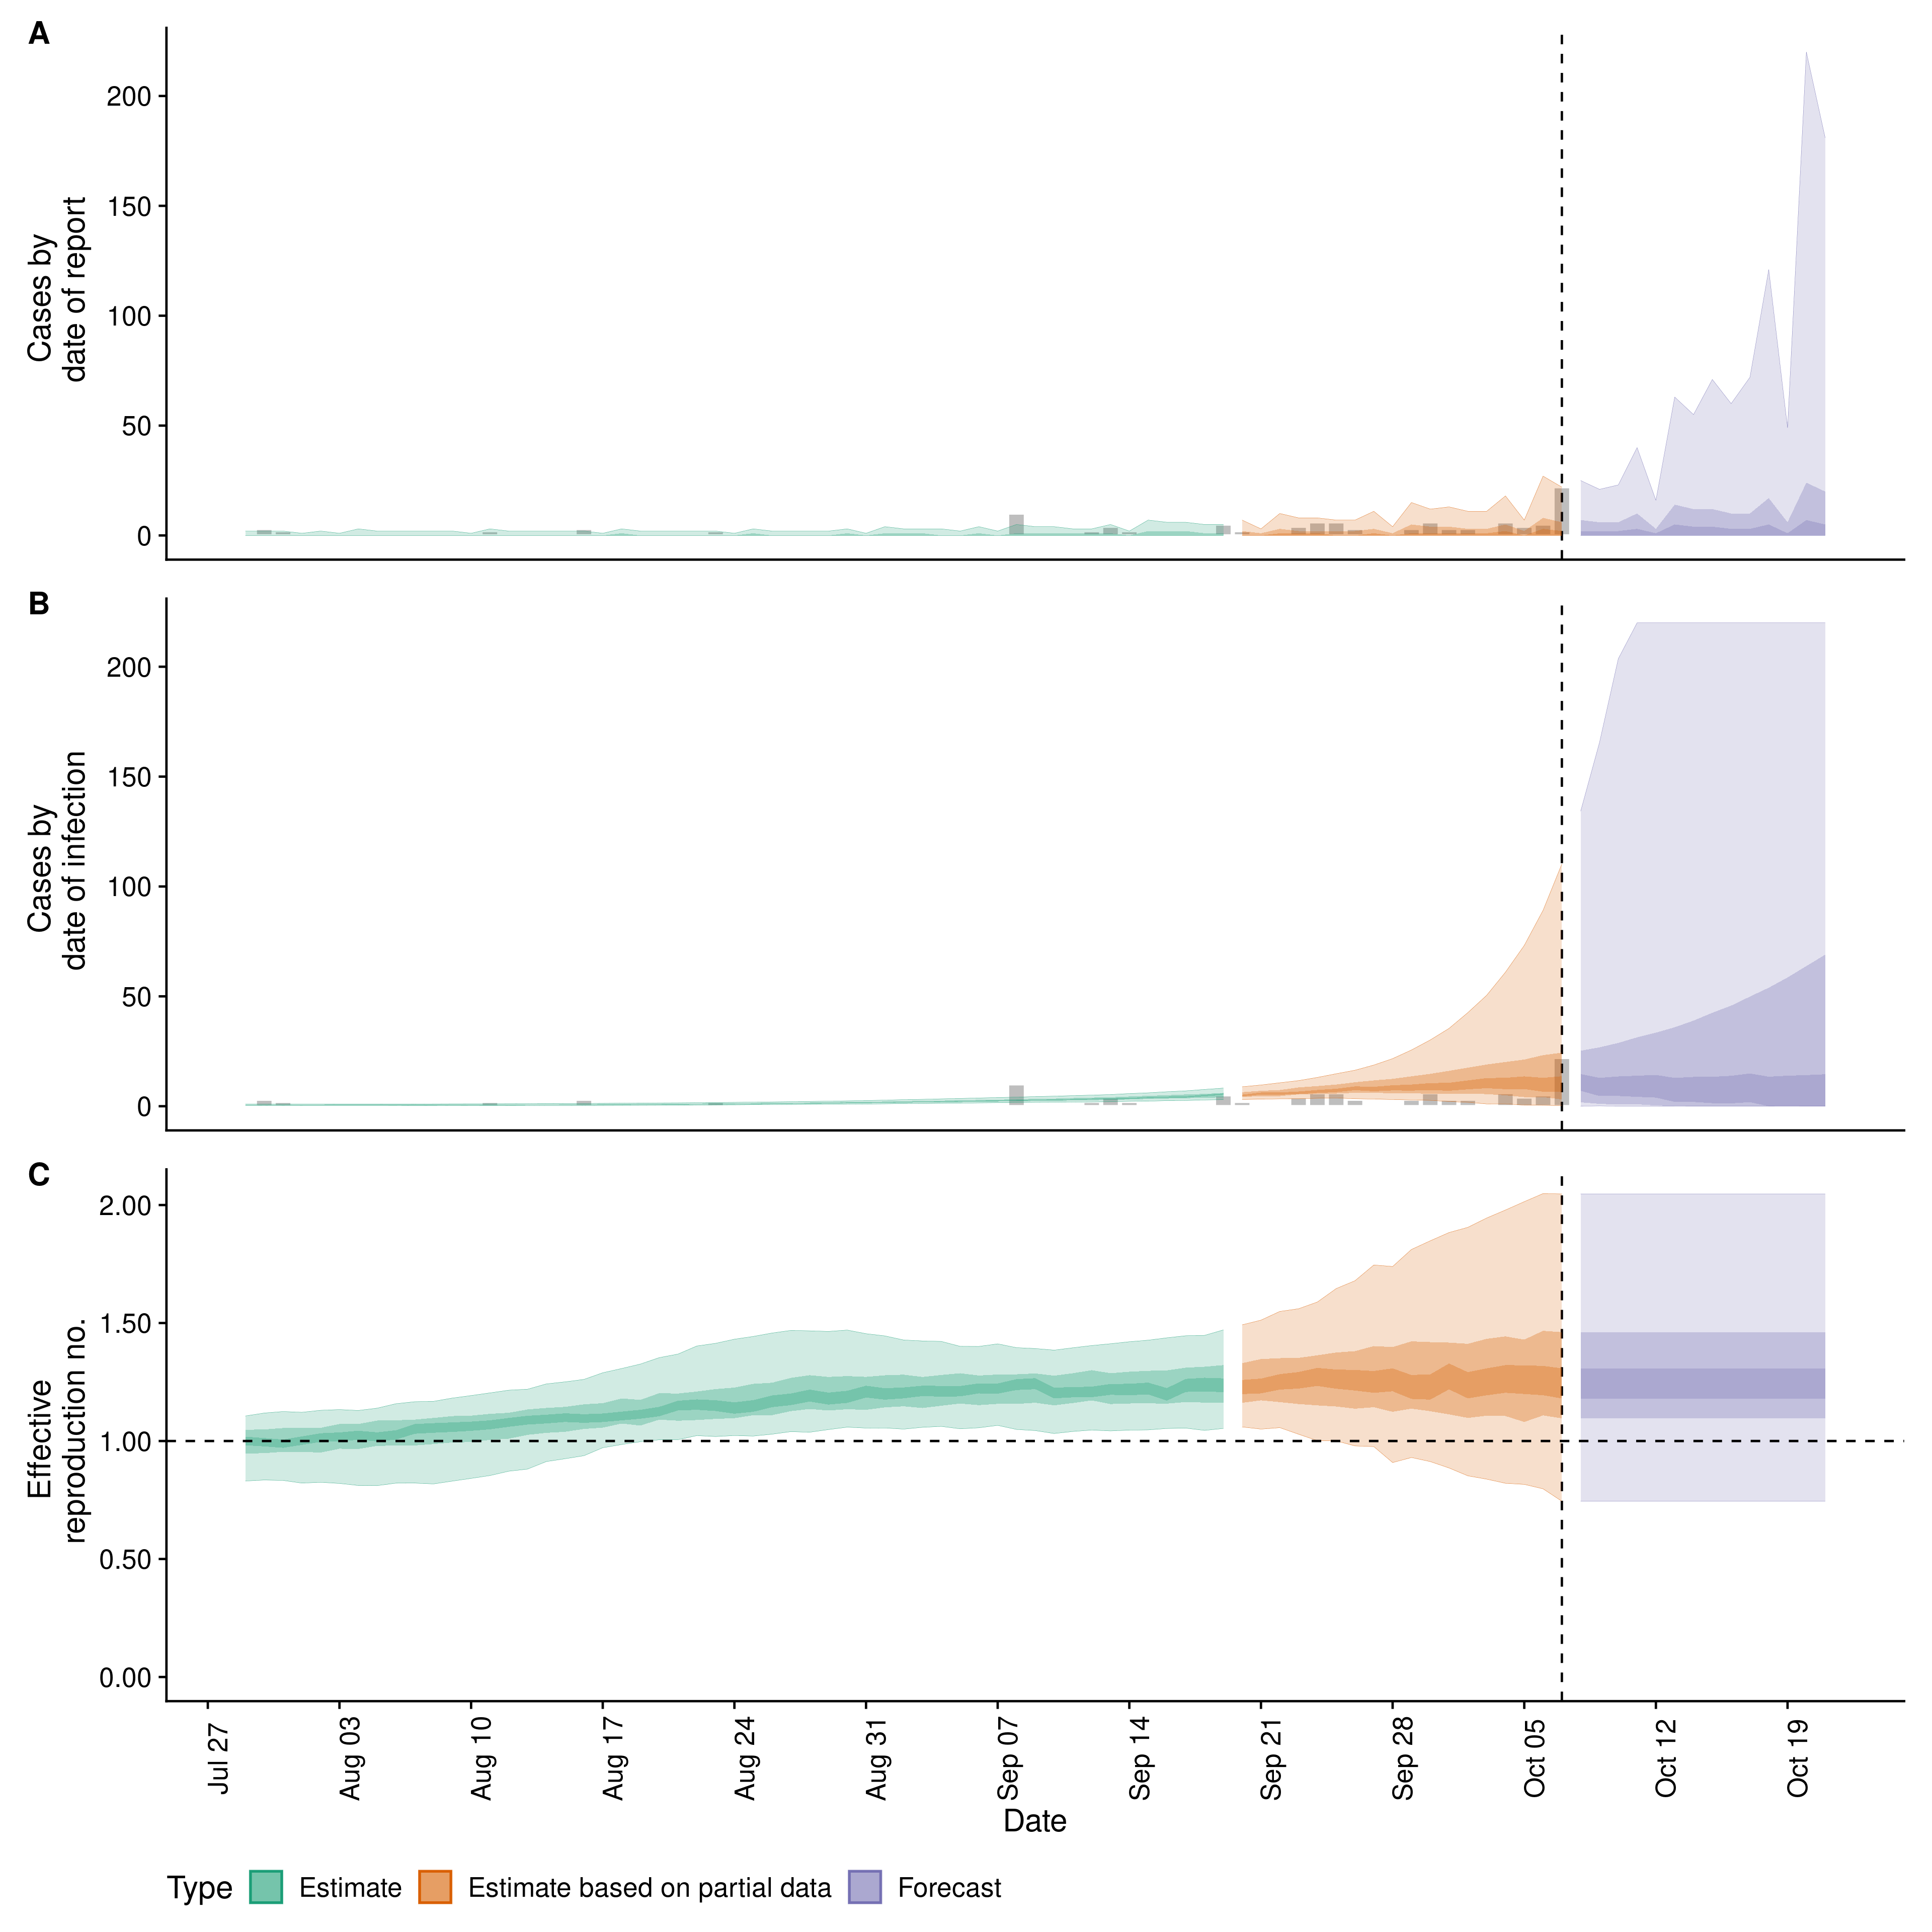 A
Cases by
date of report
200
150
100
50
0
B
Cases by
date of infection
200
150
100
50
0
C
Effective
reproduction no.
2.00
1.50
1.00
0.50
0.00
Jul 27
Aug 03
Aug 10
Aug 17
Aug 24
Aug 31
Sep 07
Sep 14
Sep 21
Sep 28
Oct 05
Oct 12
Oct 19
Date
Type Estimate Estimate based on partial data Forecast